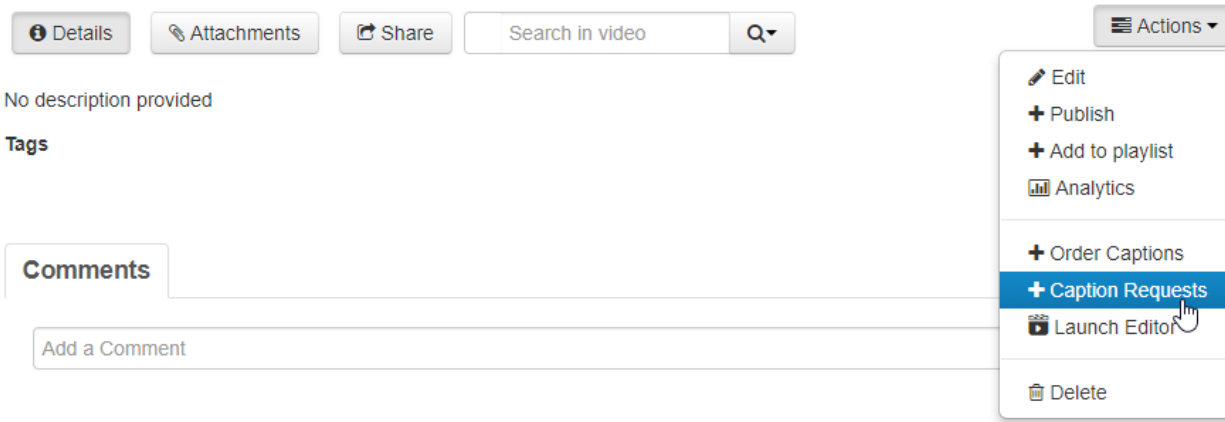 Details Attachments Share Search in video Actions
No description provided
Tags
Edit
Publish
Add to playlist
Analytics
Order Captions
Caption Requests
Launch Editor
Delete
Comments
Add a Comment